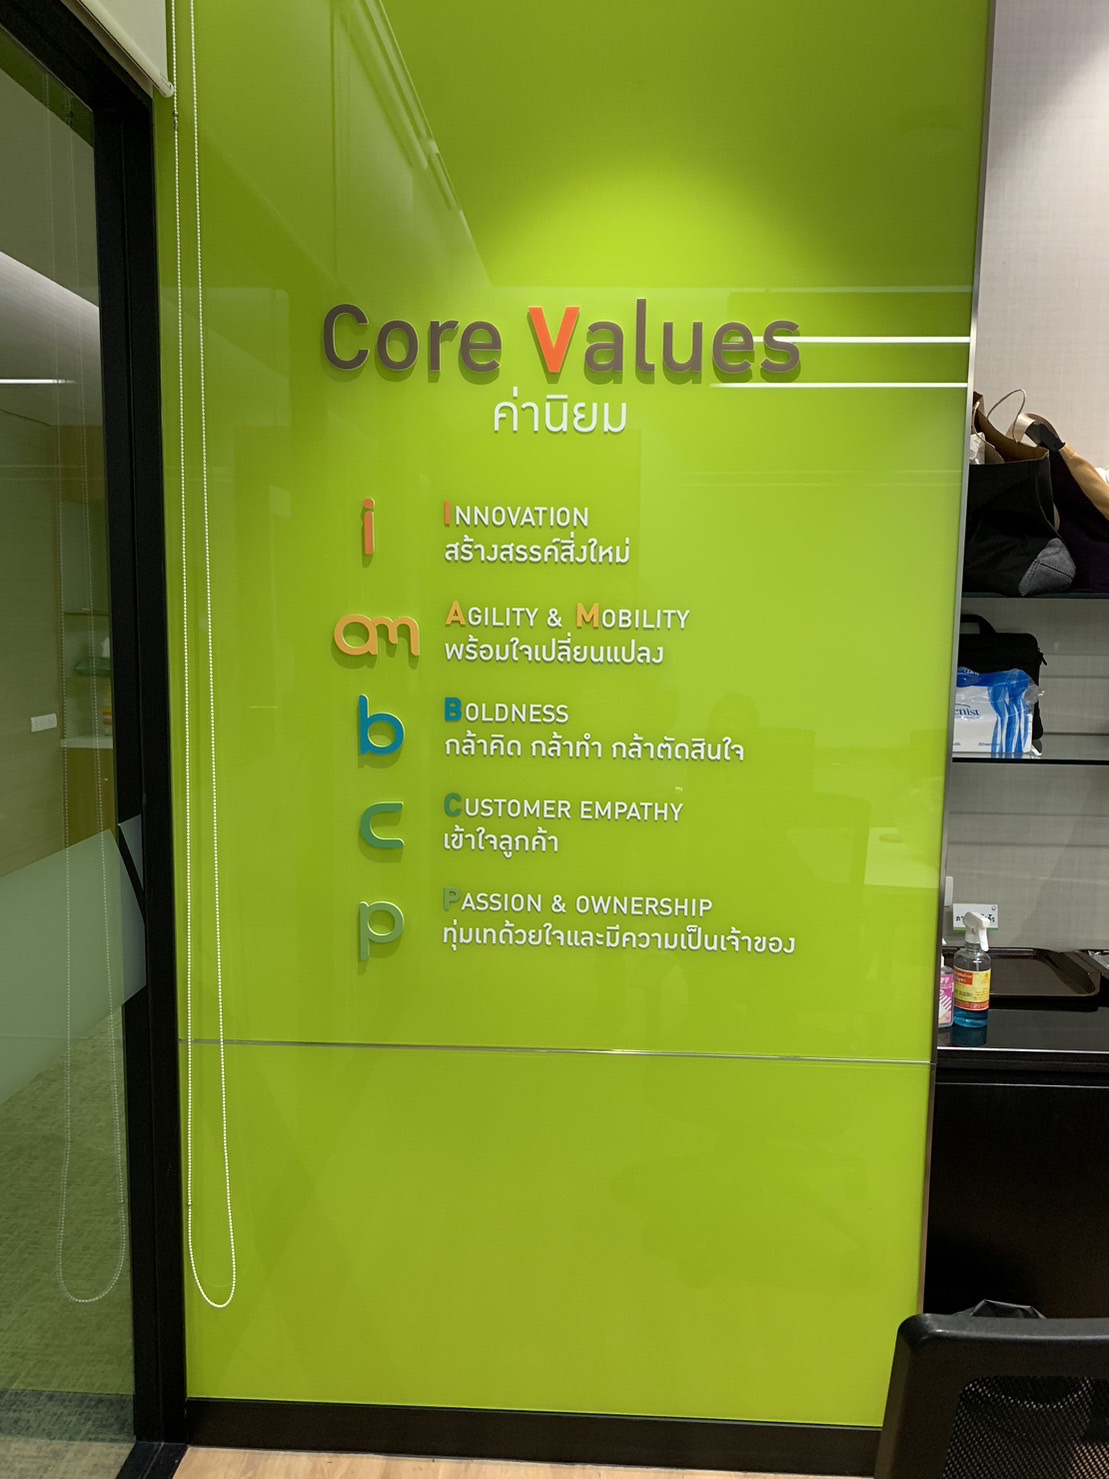 Core Values
ค่านิยม
i
INNOVATION
สร้างสรรค์สิ่งใหม่
am
AGILITY & MOBILITY
พร้อมใจเปลี่ยนแปลง
b
BOLDNESS
กล้าคิด กล้าทำ กล้าตัดสินใจ
c
CUSTOMER EMPATHY
เข้าใจลูกค้า
p
PASSION & OWNERSHIP
ทุ่มเทด้วยใจและมีความเป็นเจ้าของ